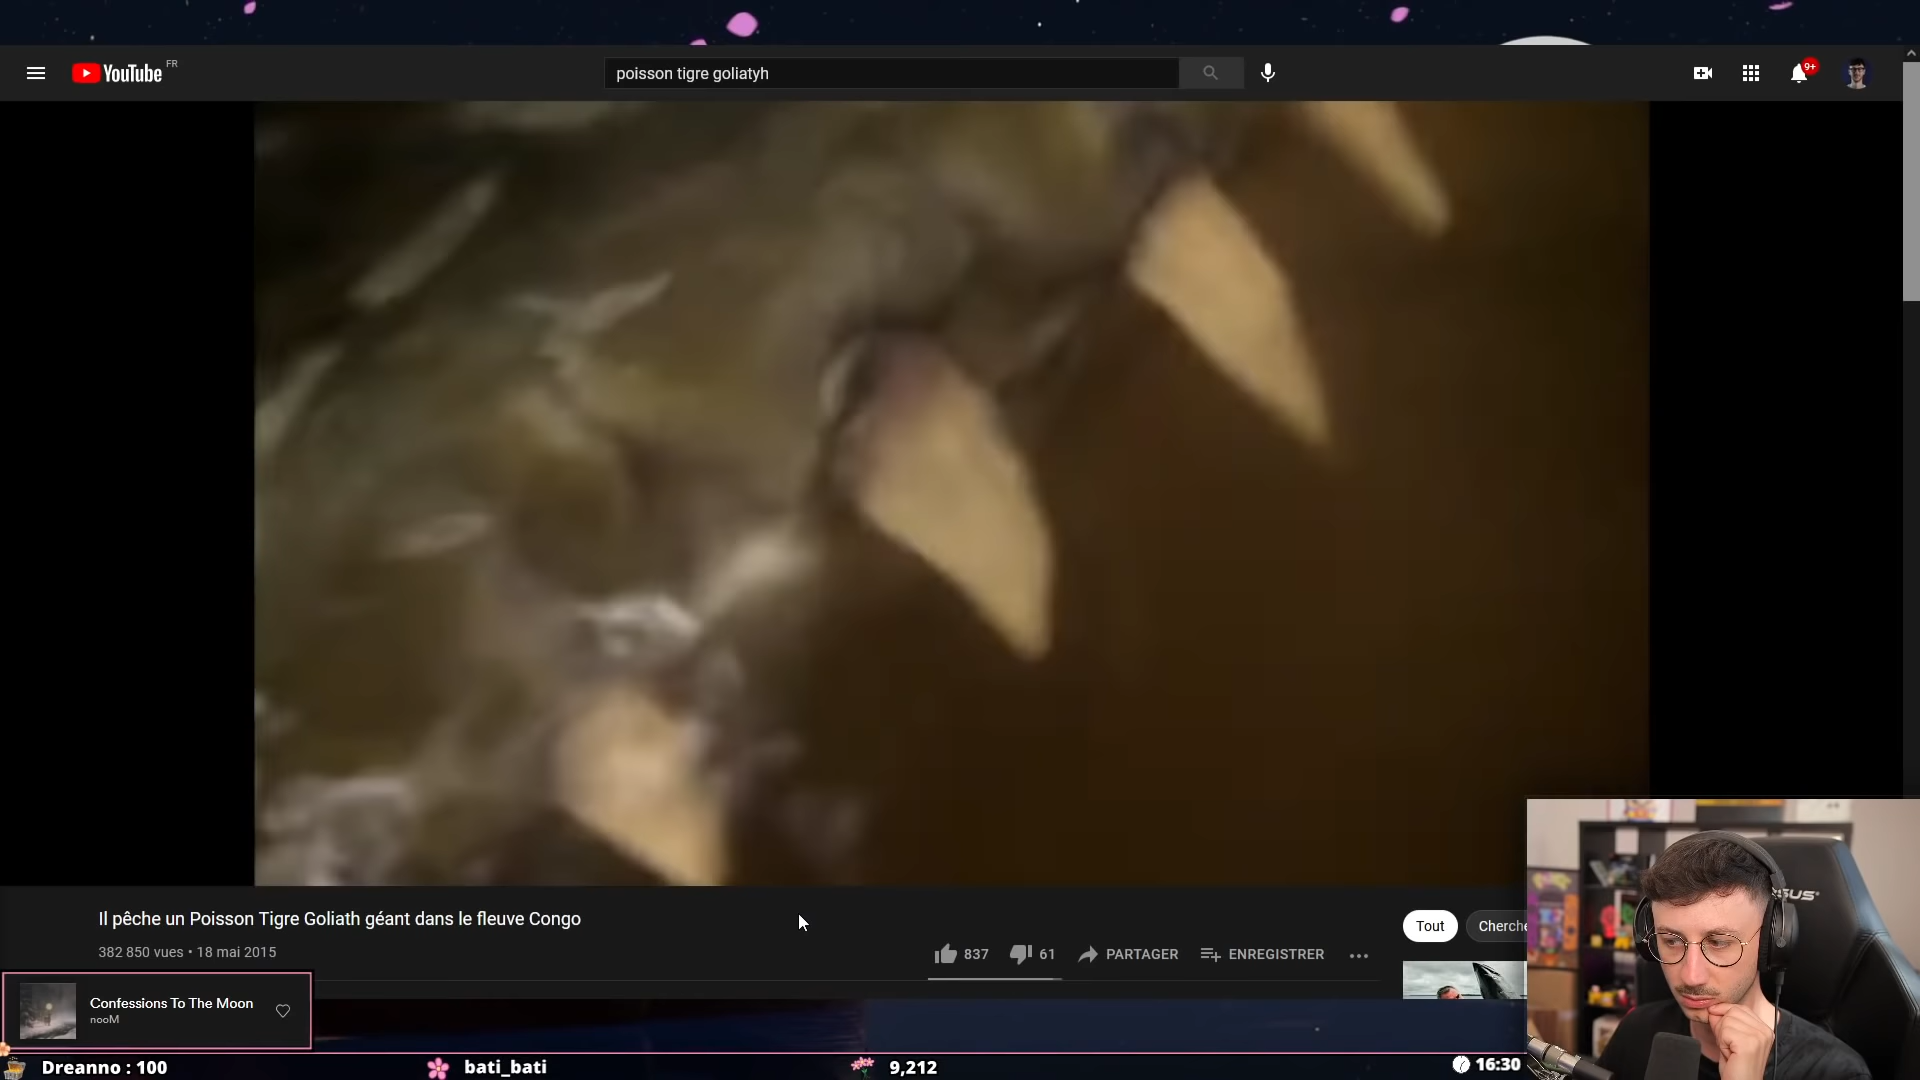 YouTube FR
poisson tigre goliatyh
9+
Il pêche un Poisson Tigre Goliath géant dans le fleuve Congo
382 850 vues • 18 mai 2015
837
61
PARTAGER
ENREGISTRER
Tout
Cherche
Confessions To The Moon
nooM
Dreanno : 100
bati_bati
9,212
16:30